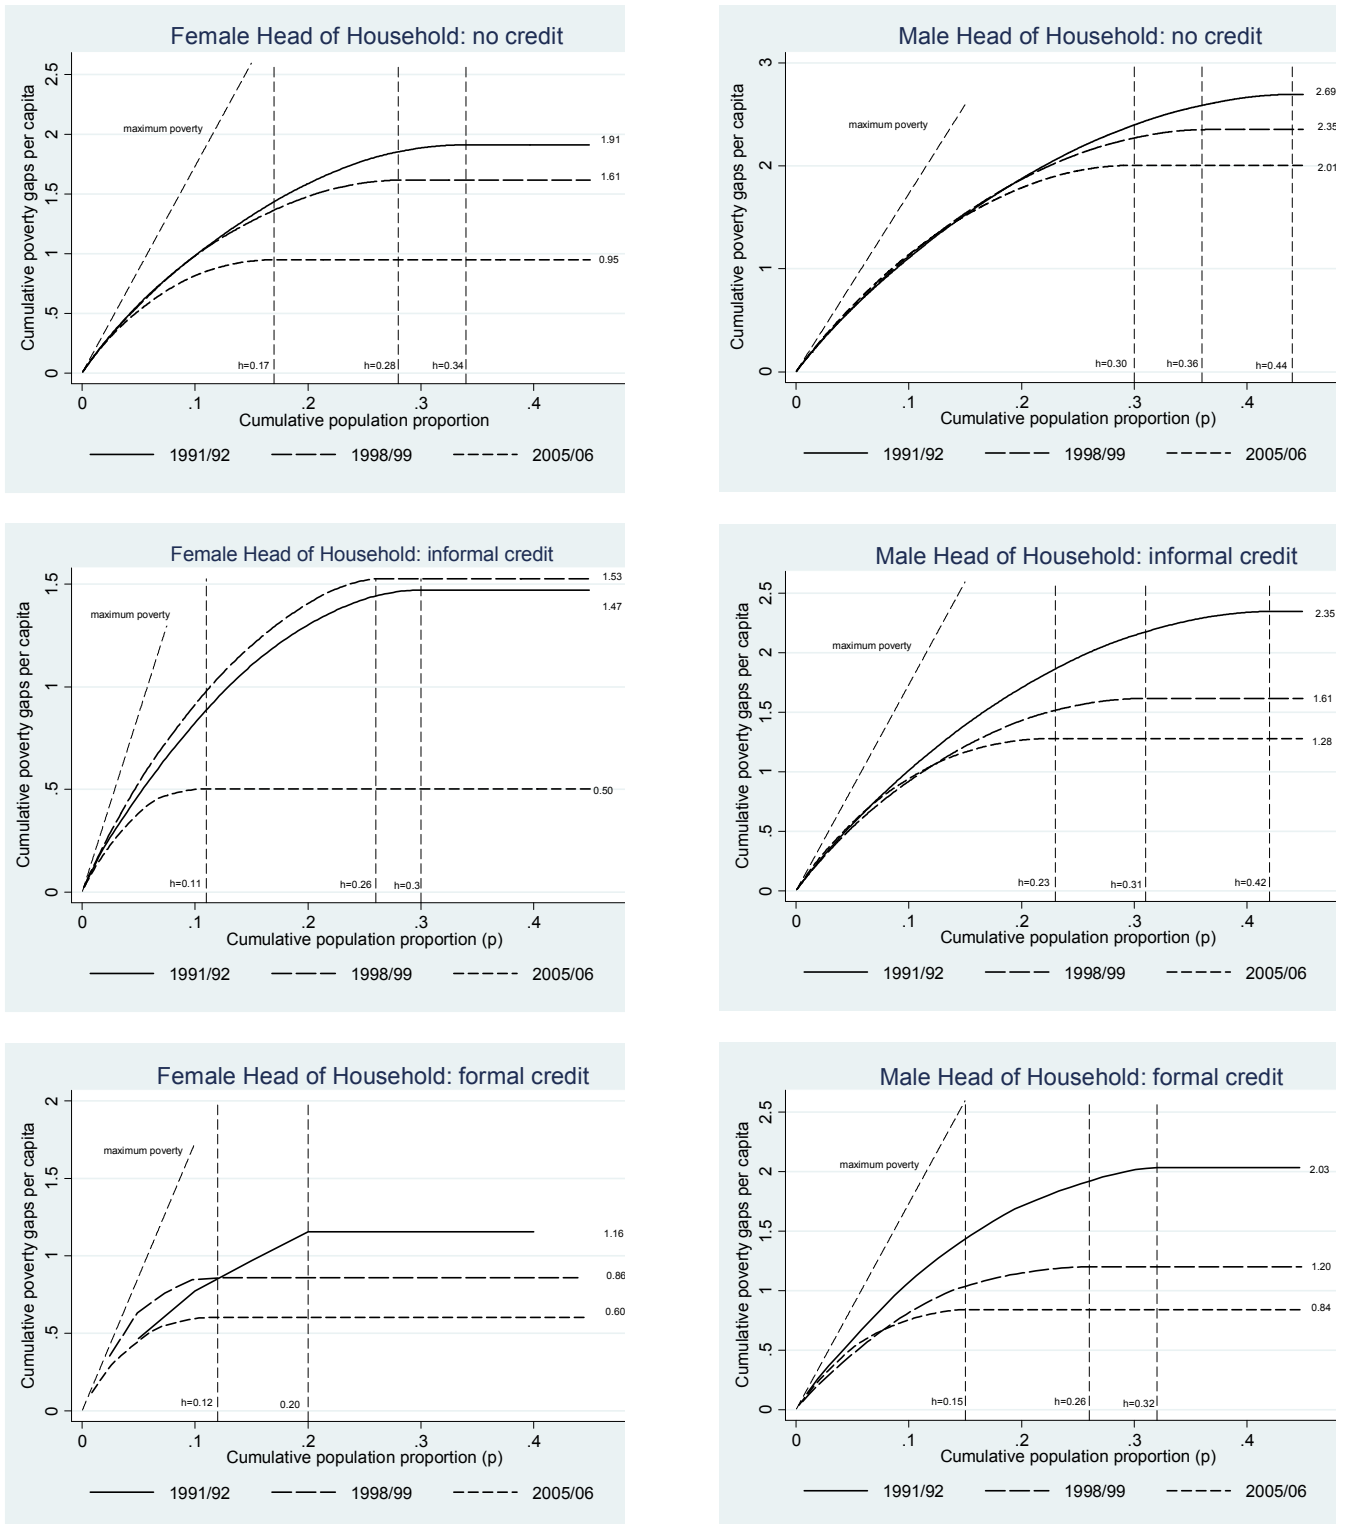 Female Head of Household: no credit
Cumulative poverty gaps per capita
2.5
2
1.5
1
.5
0
maximum poverty
1.91
1.61
0.95
h=0.17
h=0.28
h=0.34
0
.1
.2
.3
.4
Cumulative population proportion
1991/92
1998/99
2005/06
Male Head of Household: no credit
Cumulative poverty gaps per capita
3
2
1
0
maximum poverty
2.69
2.35
2.01
h=0.30
h=0.36
h=0.44
0
.1
.2
.3
.4
Cumulative population proportion (p)
1991/92
1998/99
2005/06
Female Head of Household: informal credit
Cumulative poverty gaps per capita
1.5
1
.5
0
maximum poverty
1.53
1.47
0.50
h=0.11
h=0.26
h=0.3
0
.1
.2
.3
.4
Cumulative population proportion (p)
1991/92
1998/99
2005/06
Male Head of Household: informal credit
Cumulative poverty gaps per capita
2.5
2
1.5
1
.5
0
maximum poverty
2.35
1.61
1.28
h=0.23
h=0.31
h=0.42
0
.1
.2
.3
.4
Cumulative population proportion (p)
1991/92
1998/99
2005/06
Female Head of Household: formal credit
Cumulative poverty gaps per capita
2
1.5
1
.5
0
maximum poverty
1.16
0.86
0.60
h=0.12
0.20
0
.1
.2
.3
.4
Cumulative population proportion (p)
1991/92
1998/99
2005/06
Male Head of Household: formal credit
Cumulative poverty gaps per capita
2.5
2
1.5
1
.5
0
maximum poverty
2.03
1.20
0.84
h=0.15
h=0.26
h=0.32
0
.1
.2
.3
.4
Cumulative population proportion (p)
1991/92
1998/99
2005/06